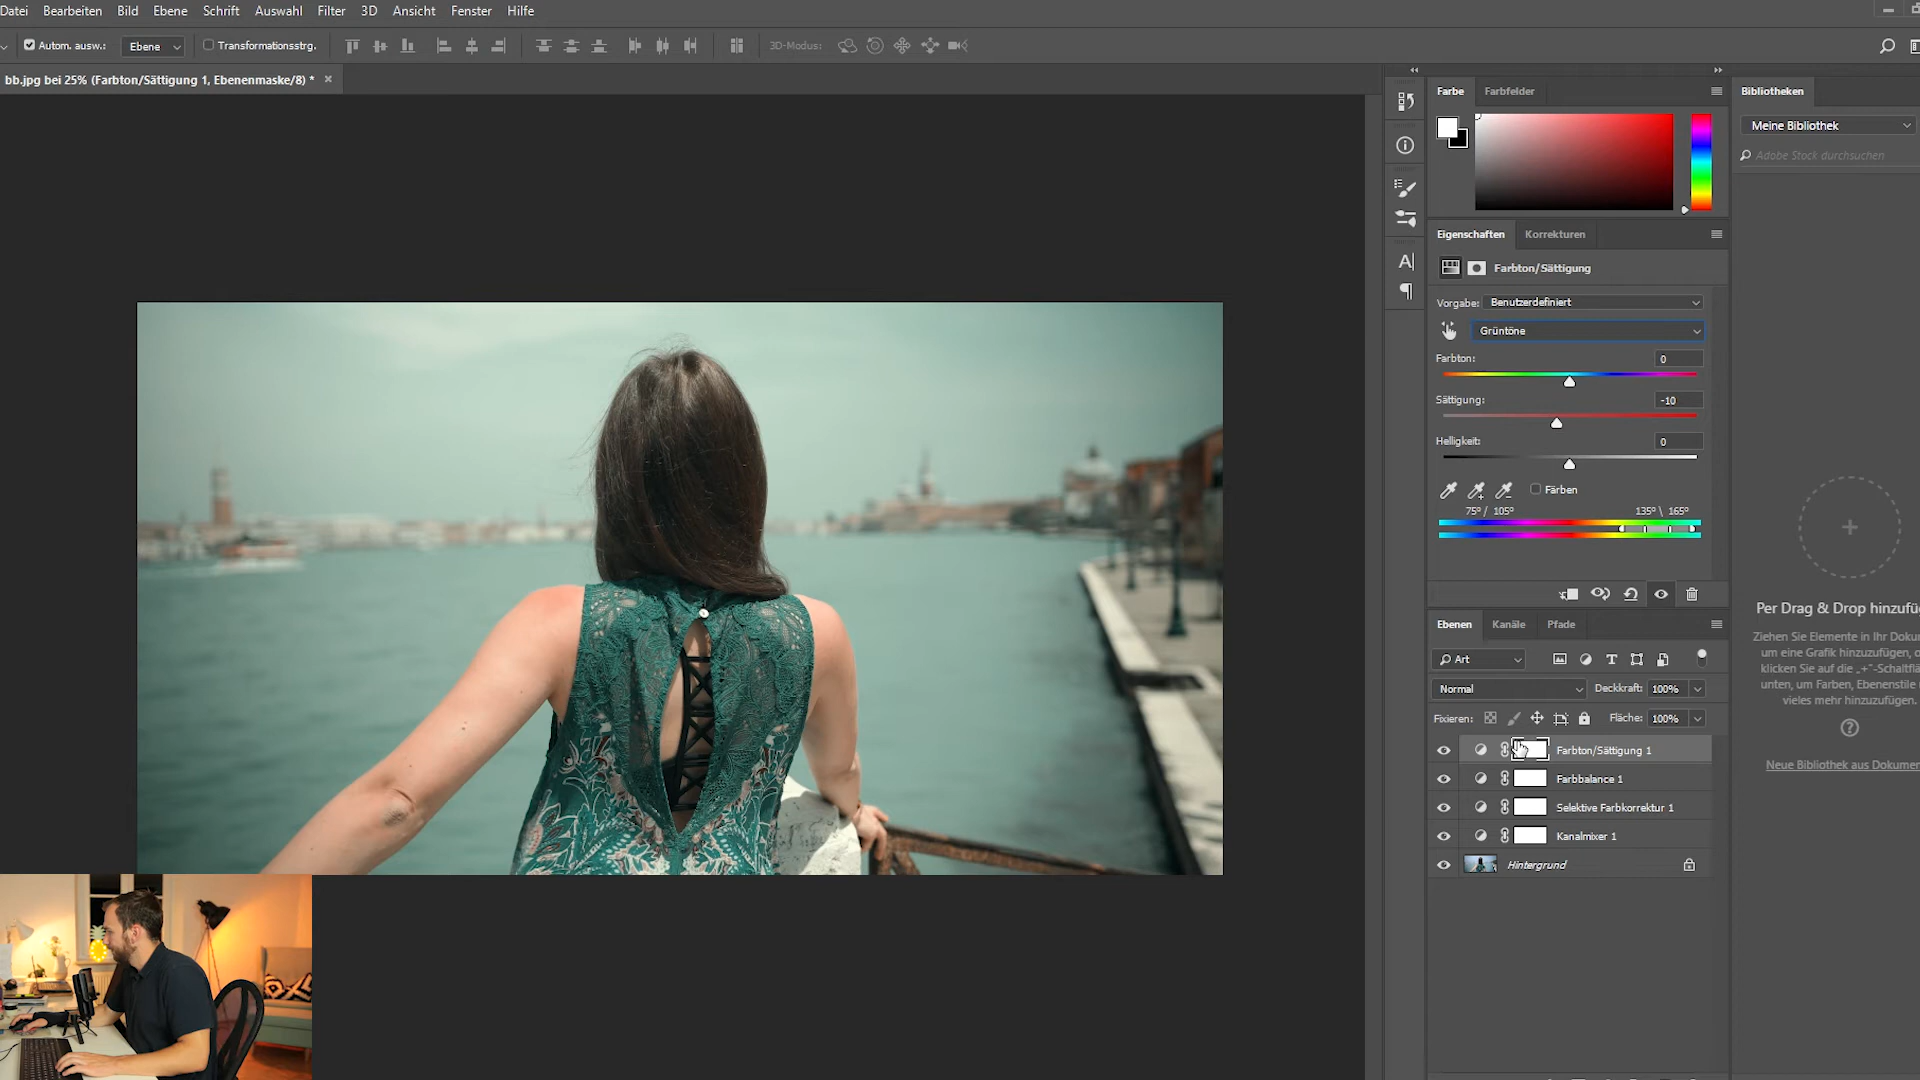 Datei Bearbeiten Bild Ebene Schrift Auswahl Filter 3D Ansicht Fenster Hilfe
Autom. ausw.: Ebene Transformationsstrg. 3D-Modus:
bb.jpg bei 25% (Farbton/Sättigung 1, Ebenenmaske/8) * ×
Farbe Farbfelder
Bibliotheken
Meine Bibliothek
Adobe Stock durchsuchen
Eigenschaften Korrekturen
Farbton/Sättigung
Vorgabe: Benutzerdefiniert
Grüntöne
Farbton: 0
Sättigung: -10
Helligkeit: 0
Färben
75° / 105° 135° \ 165°
Ebenen Kanäle Pfade
Art
Normal Deckkraft: 100%
Fixieren: Fläche: 100%
Farbton/Sättigung 1
Farbbalance 1
Selektive Farbkorrektur 1
Kanalmixer 1
Hintergrund
Per Drag & Drop hinzufü
Ziehen Sie Elemente in Ihr Doku
um eine Grafik hinzuzufügen, o
klicken Sie auf die „+"-Schaltfl
unten, um Farben, Ebenenstile
vieles mehr hinzufügen.
Neue Bibliothek aus Dokumen